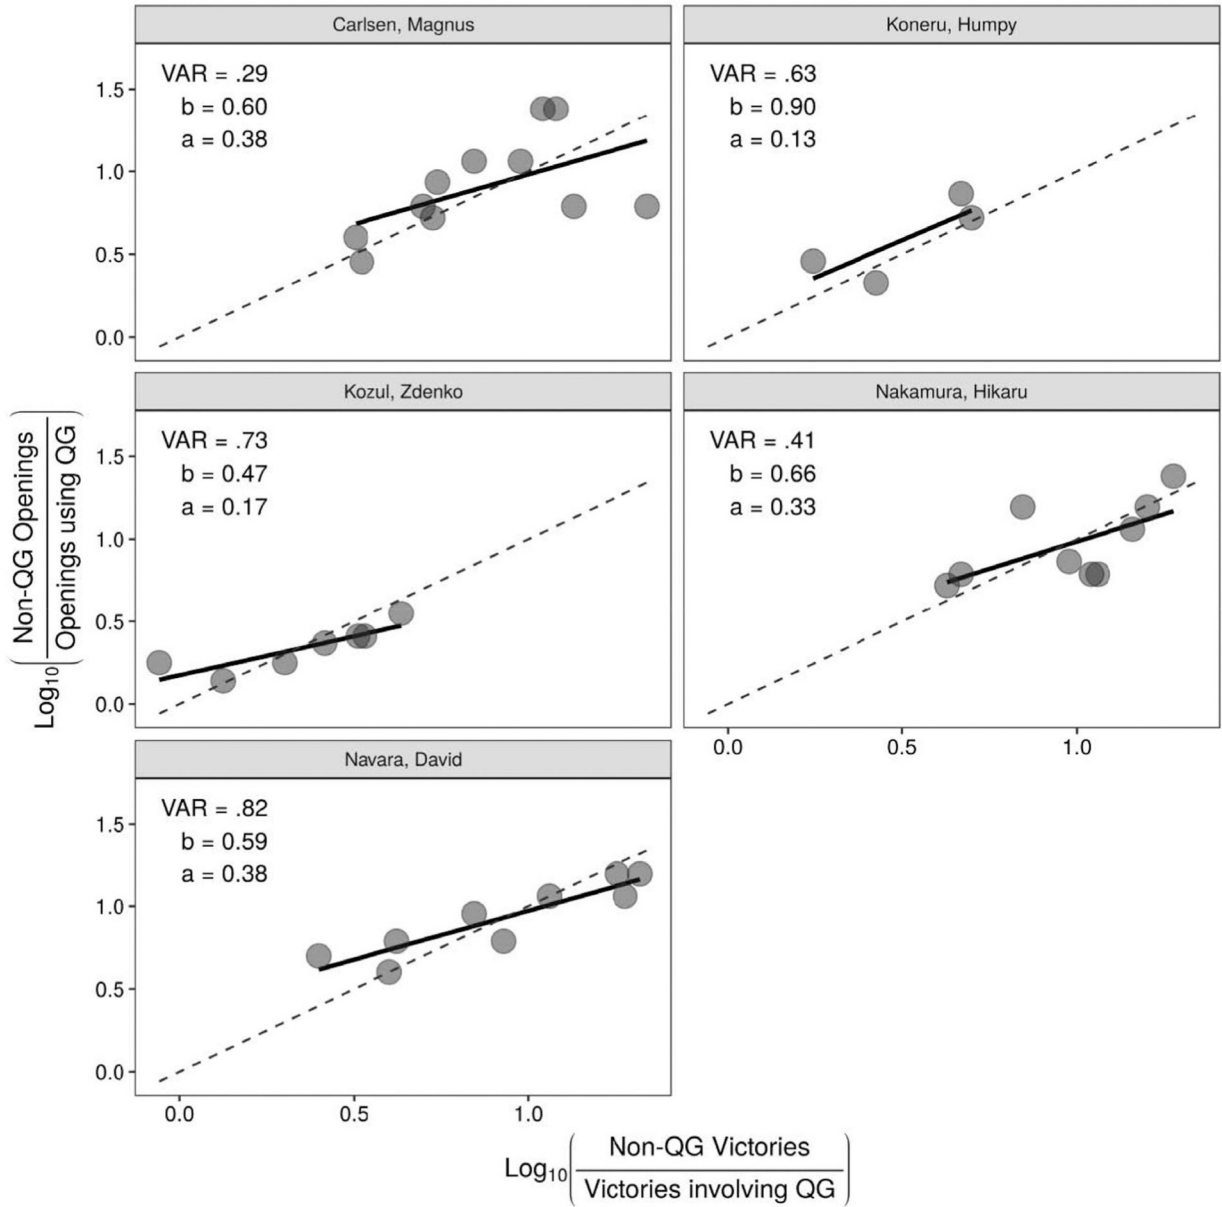 Carlsen, Magnus
VAR = .29
b = 0.60
a = 0.38
1.5
1.0
0.5
0.0
Koneru, Humpy
VAR = .63
b = 0.90
a = 0.13
Kozul, Zdenko
VAR = .73
b = 0.47
a = 0.17
1.5
1.0
0.5
0.0
Nakamura, Hikaru
VAR = .41
b = 0.66
a = 0.33
0.0 0.5 1.0
Navara, David
VAR = .82
b = 0.59
a = 0.38
1.5
1.0
0.5
0.0
0.0 0.5 1.0
Log10
(Non-QG Openings
Openings using QG)
Log10
(Non-QG Victories
Victories involving QG)